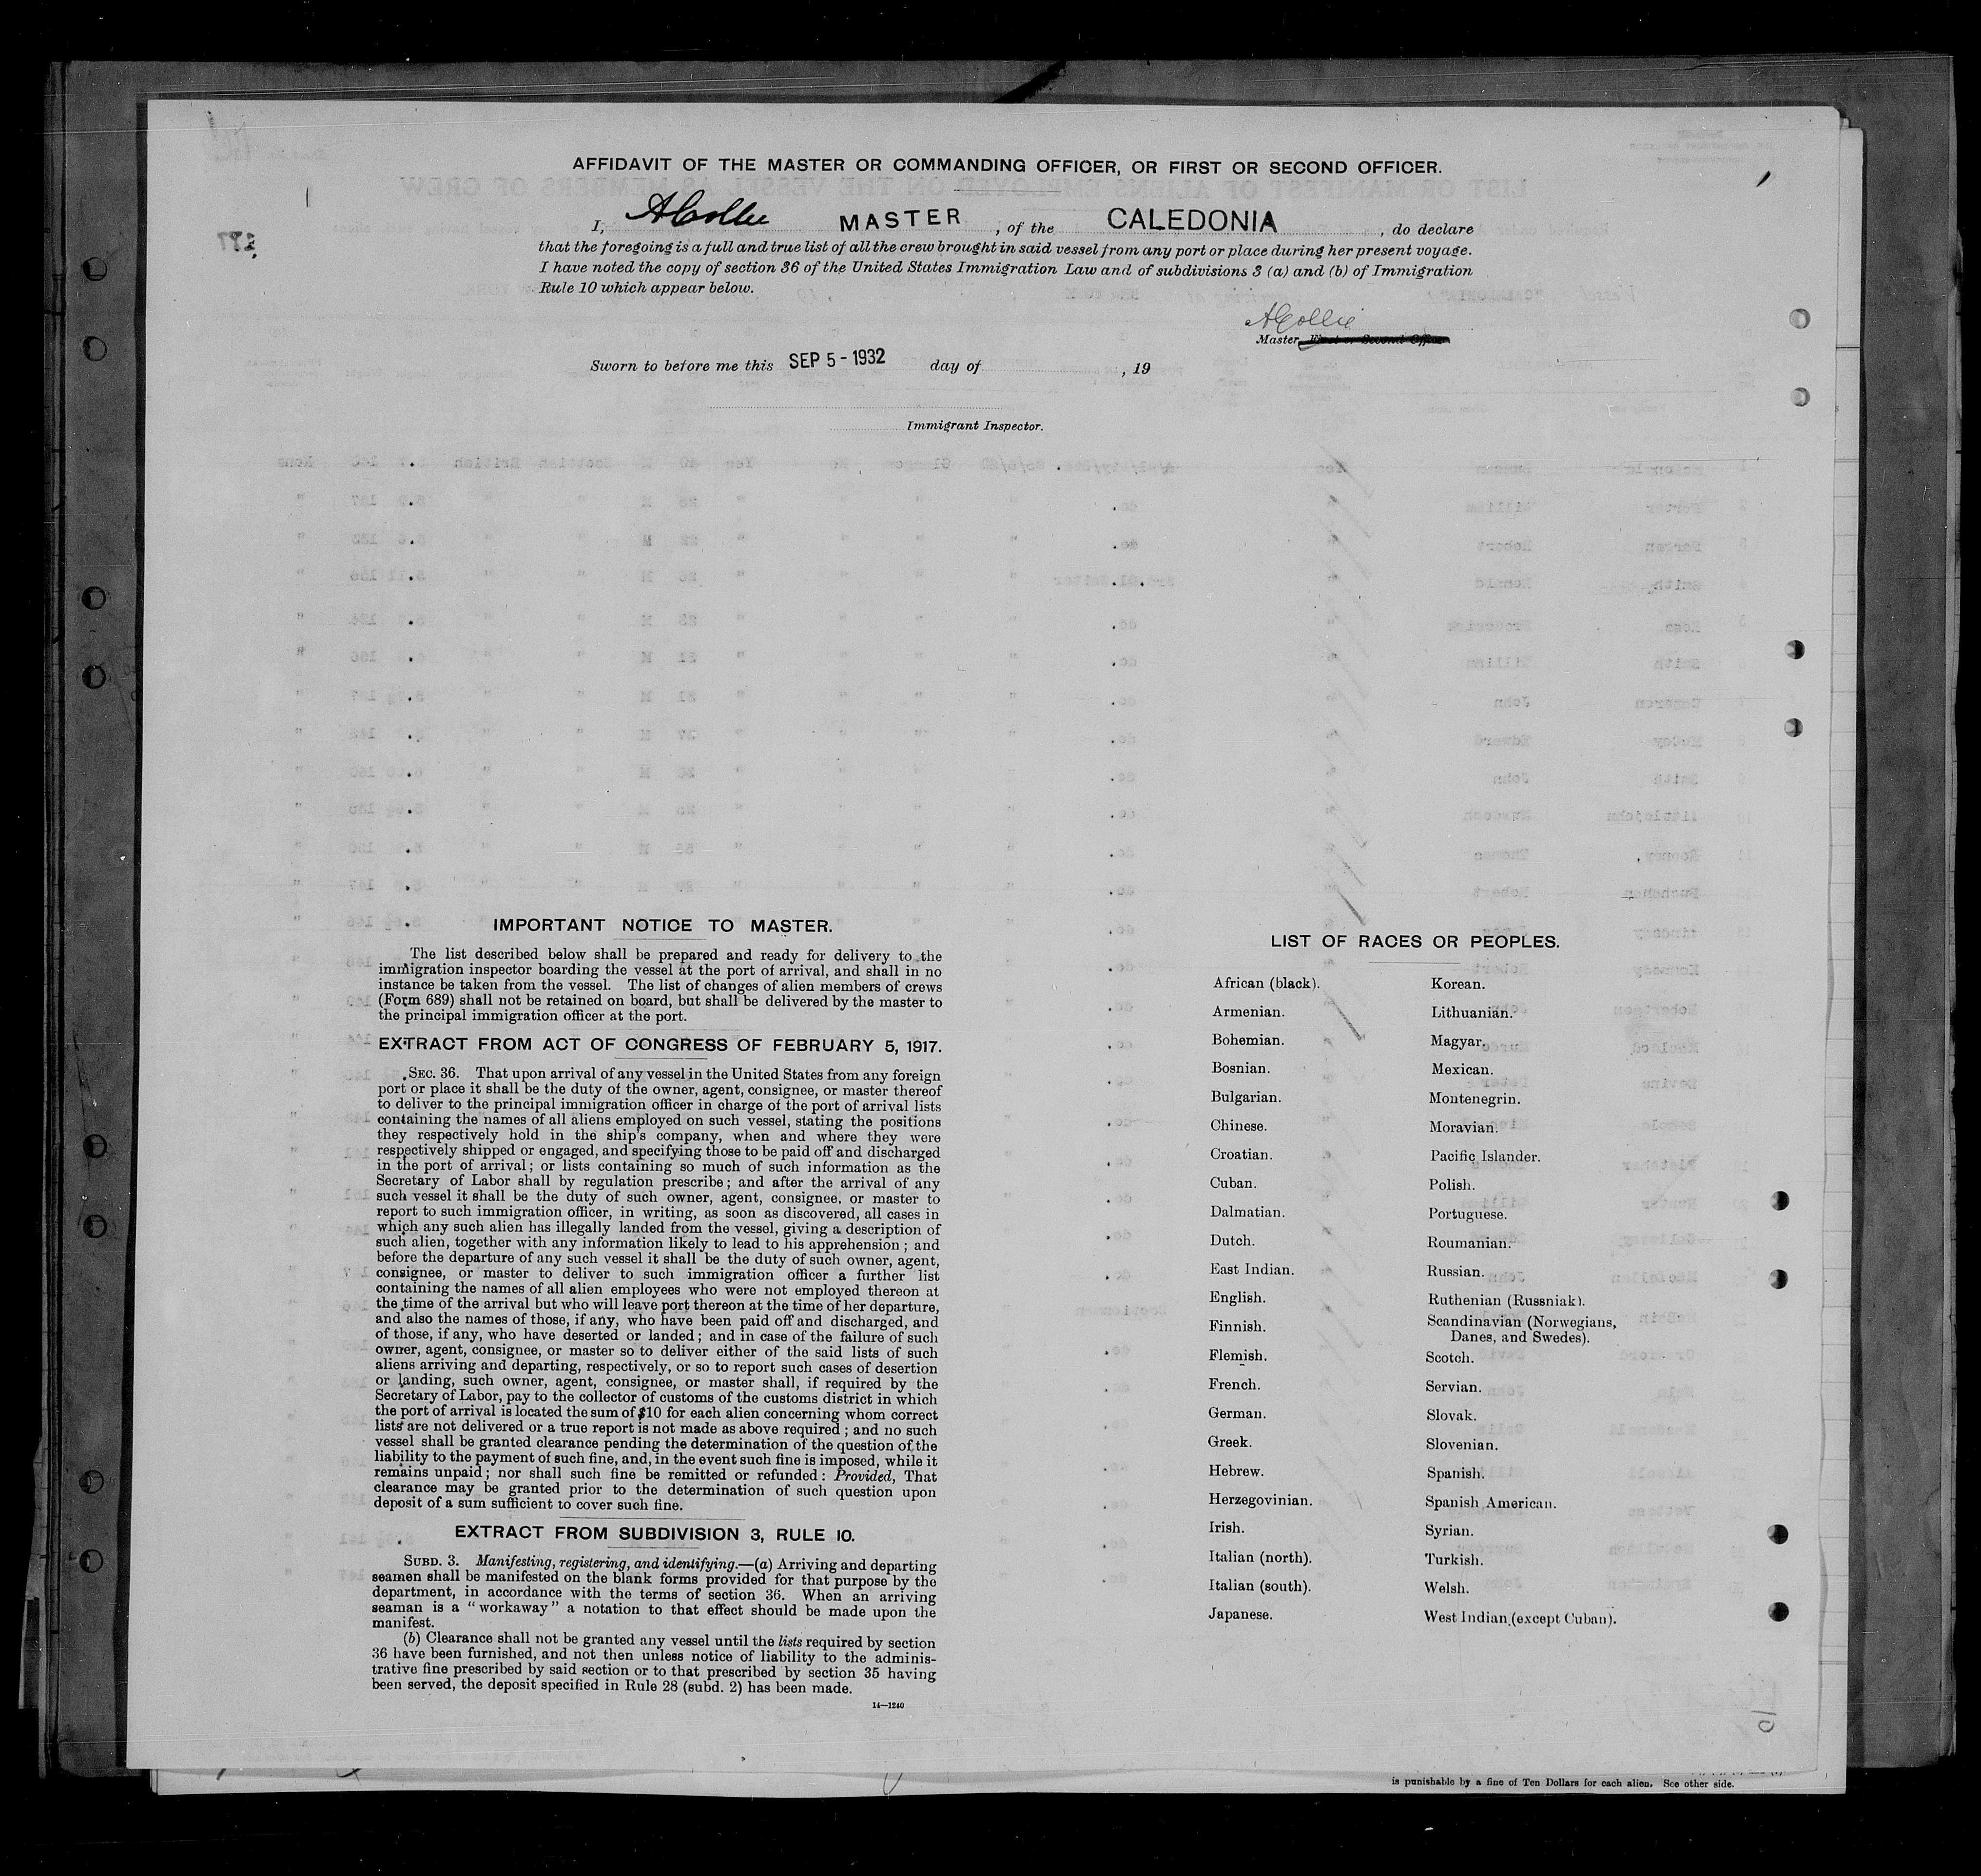 AFFIDAVIT OF THE MASTER OR COMMANDING OFFICER, OR FIRST OR SECOND OFFICER.
I, A Collie MASTER, of the CALEDONIA, do declare
that the foregoing is a full and true list of all the crew brought in said vessel from any port or place during her present voyage.
I have noted the copy of section 36 of the United States Immigration Law and of subdivisions 3 (a) and (b) of Immigration
Rule 10 which appear below.
A Collie
Master, First or Second Officer
Sworn to before me this SEP 5 - 1932 day of , 19
Immigrant Inspector.
IMPORTANT NOTICE TO MASTER.
The list described below shall be prepared and ready for delivery to the
immigration inspector boarding the vessel at the port of arrival, and shall in no
instance be taken from the vessel. The list of changes of alien members of crews
(Form 689) shall not be retained on board, but shall be delivered by the master to
the principal immigration officer at the port.
EXTRACT FROM ACT OF CONGRESS OF FEBRUARY 5, 1917.
SEC. 36. That upon arrival of any vessel in the United States from any foreign
port or place it shall be the duty of the owner, agent, consignee, or master thereof
to deliver to the principal immigration officer in charge of the port of arrival lists
containing the names of all aliens employed on such vessel, stating the positions
they respectively hold in the ship's company, when and where they were
respectively shipped or engaged, and specifying those to be paid off and discharged
in the port of arrival; or lists containing so much of such information as the
Secretary of Labor shall by regulation prescribe; and after the arrival of any
such vessel it shall be the duty of such owner, agent, consignee, or master to
report to such immigration officer, in writing, as soon as discovered, all cases in
which any such alien has illegally landed from the vessel, giving a description of
such alien, together with any information likely to lead to his apprehension; and
before the departure of any such vessel it shall be the duty of such owner, agent,
consignee, or master to deliver to such immigration officer a further list
containing the names of all alien employees who were not employed thereon at
the time of the arrival but who will leave port thereon at the time of her departure,
and also the names of those, if any, who have been paid off and discharged, and
of those, if any, who have deserted or landed; and in case of the failure of such
owner, agent, consignee, or master so to deliver either of the said lists of such
aliens arriving and departing, respectively, or so to report such cases of desertion
or landing, such owner, agent, consignee, or master shall, if required by the
Secretary of Labor, pay to the collector of customs of the customs district in which
the port of arrival is located the sum of $10 for each alien concerning whom correct
lists are not delivered or a true report is not made as above required; and no such
vessel shall be granted clearance pending the determination of the question of the
liability to the payment of such fine, and, in the event such fine is imposed, while it
remains unpaid; nor shall such fine be remitted or refunded: Provided, That
clearance may be granted prior to the determination of such question upon
deposit of a sum sufficient to cover such fine.
EXTRACT FROM SUBDIVISION 3, RULE 10.
SUBD. 3. Manifesting, registering, and identifying.—(a) Arriving and departing
seamen shall be manifested on the blank forms provided for that purpose by the
department, in accordance with the terms of section 36. When an arriving
seaman is a "workaway" a notation to that effect should be made upon the
manifest.
(b) Clearance shall not be granted any vessel until the lists required by section
36 have been furnished, and not then unless notice of liability to the adminis-
trative fine prescribed by said section or to that prescribed by section 35 having
been served, the deposit specified in Rule 28 (subd. 2) has been made.
14—1240
LIST OF RACES OR PEOPLES.
African (black).
Armenian.
Bohemian.
Bosnian.
Bulgarian.
Chinese.
Croatian.
Cuban.
Dalmatian.
Dutch.
East Indian.
English.
Finnish.
Flemish.
French.
German.
Greek.
Hebrew.
Herzegovinian.
Irish.
Italian (north).
Italian (south).
Japanese.
Korean.
Lithuanian.
Magyar.
Mexican.
Montenegrin.
Moravian.
Pacific Islander.
Polish.
Portuguese.
Roumanian.
Russian.
Ruthenian (Russniak).
Scandinavian (Norwegians,
Danes, and Swedes).
Scotch.
Servian.
Slovak.
Slovenian.
Spanish.
Spanish American.
Syrian.
Turkish.
Welsh.
West Indian (except Cuban).
10
is punishable by a fine of Ten Dollars for each alien. See other side.